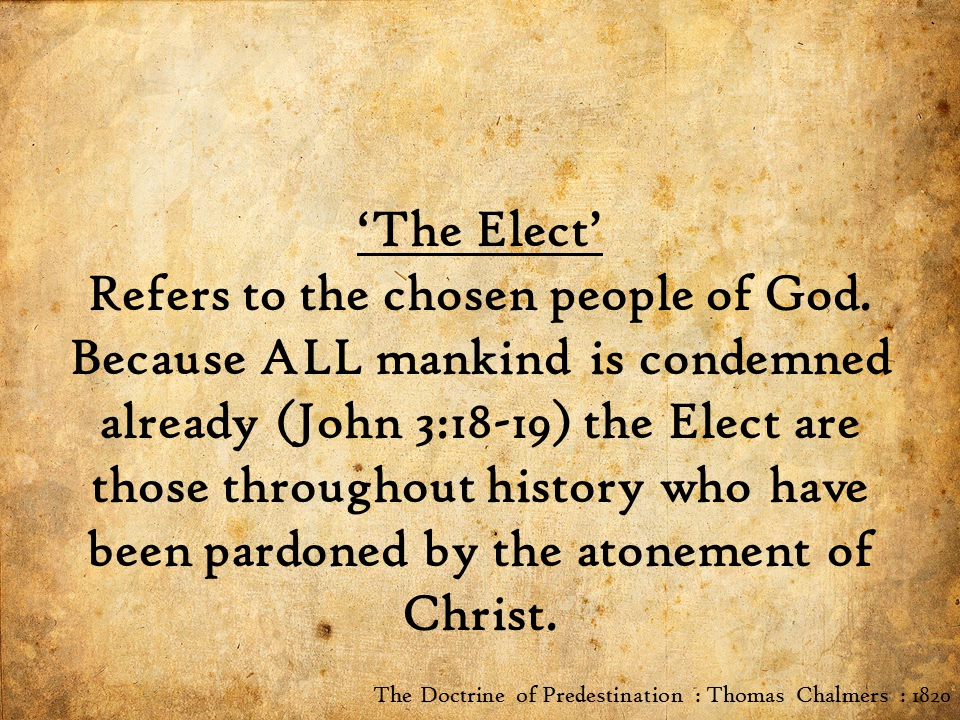 ‘The Elect’
Refers to the chosen people of God.
Because ALL mankind is condemned
already (John 3:18-19) the Elect are
those throughout history who have
been pardoned by the atonement of
Christ.
The Doctrine of Predestination : Thomas Chalmers : 1820